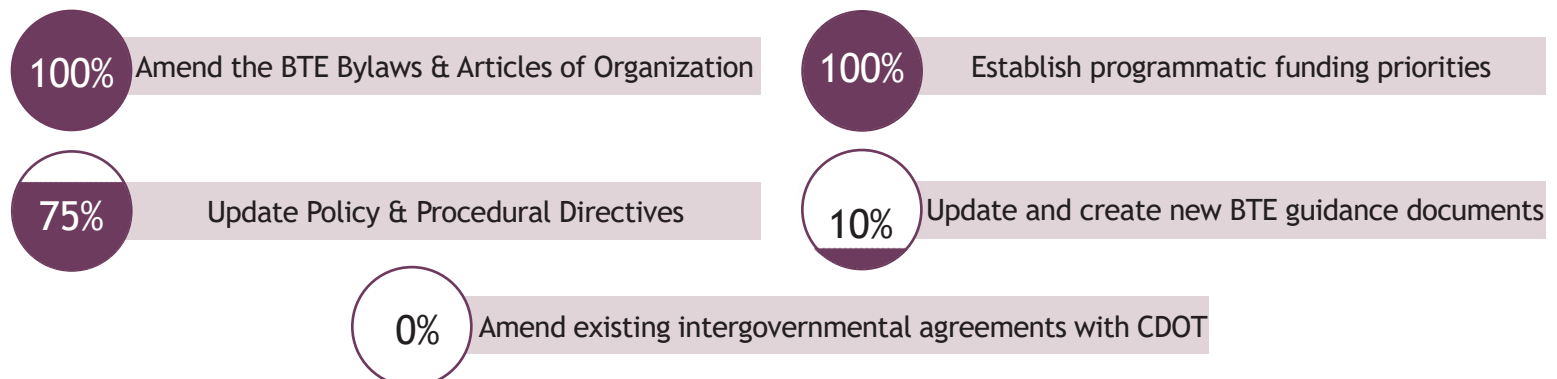 100% Amend the BTE Bylaws & Articles of Organization
100% Establish programmatic funding priorities
75% Update Policy & Procedural Directives
10% Update and create new BTE guidance documents
0% Amend existing intergovernmental agreements with CDOT